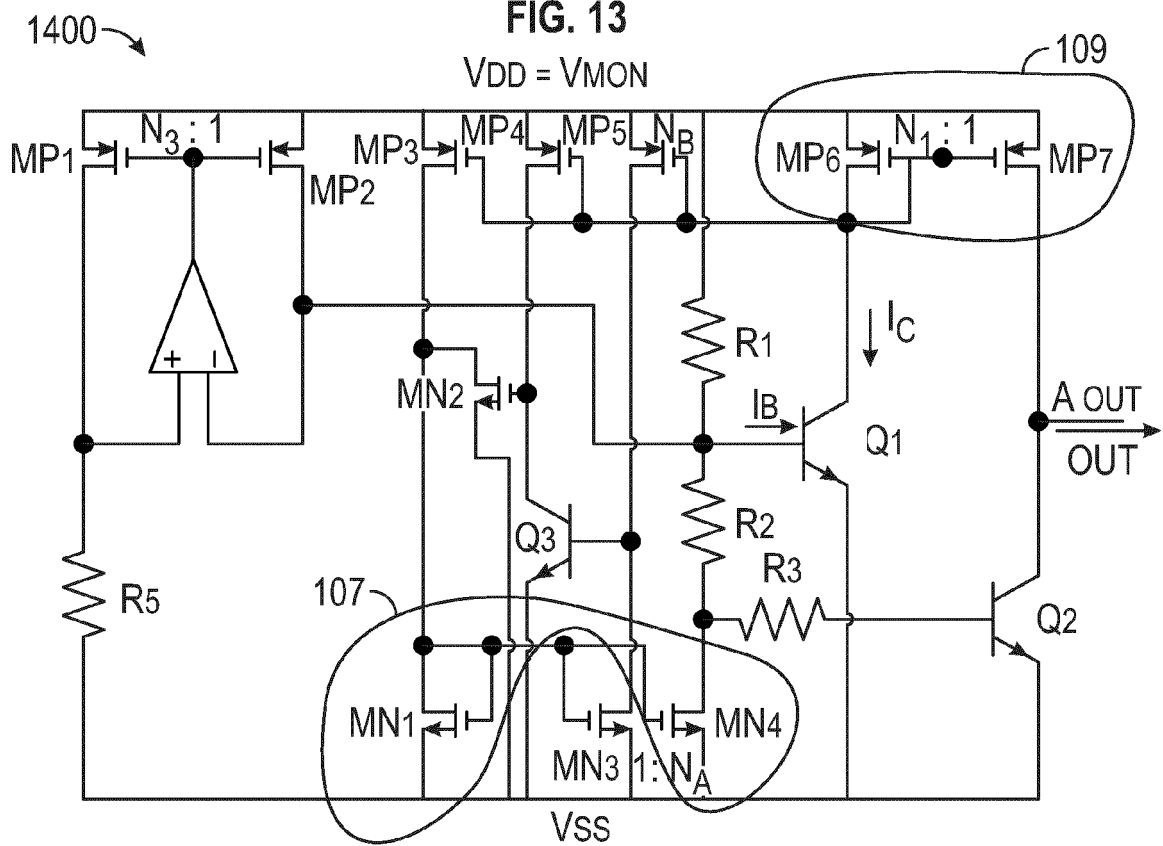 FIG. 13
1400
109
VDD = VMON
N3 : 1
MP1
MP2
MP3
MP4
MP5
NB
N1 : 1
MP6
MP7
R1
IC
+
−
MN2
IB
Q1
A OUT
OUT
R2
Q3
R3
R5
107
Q2
MN1
MN3 1: NA
MN4
VSS